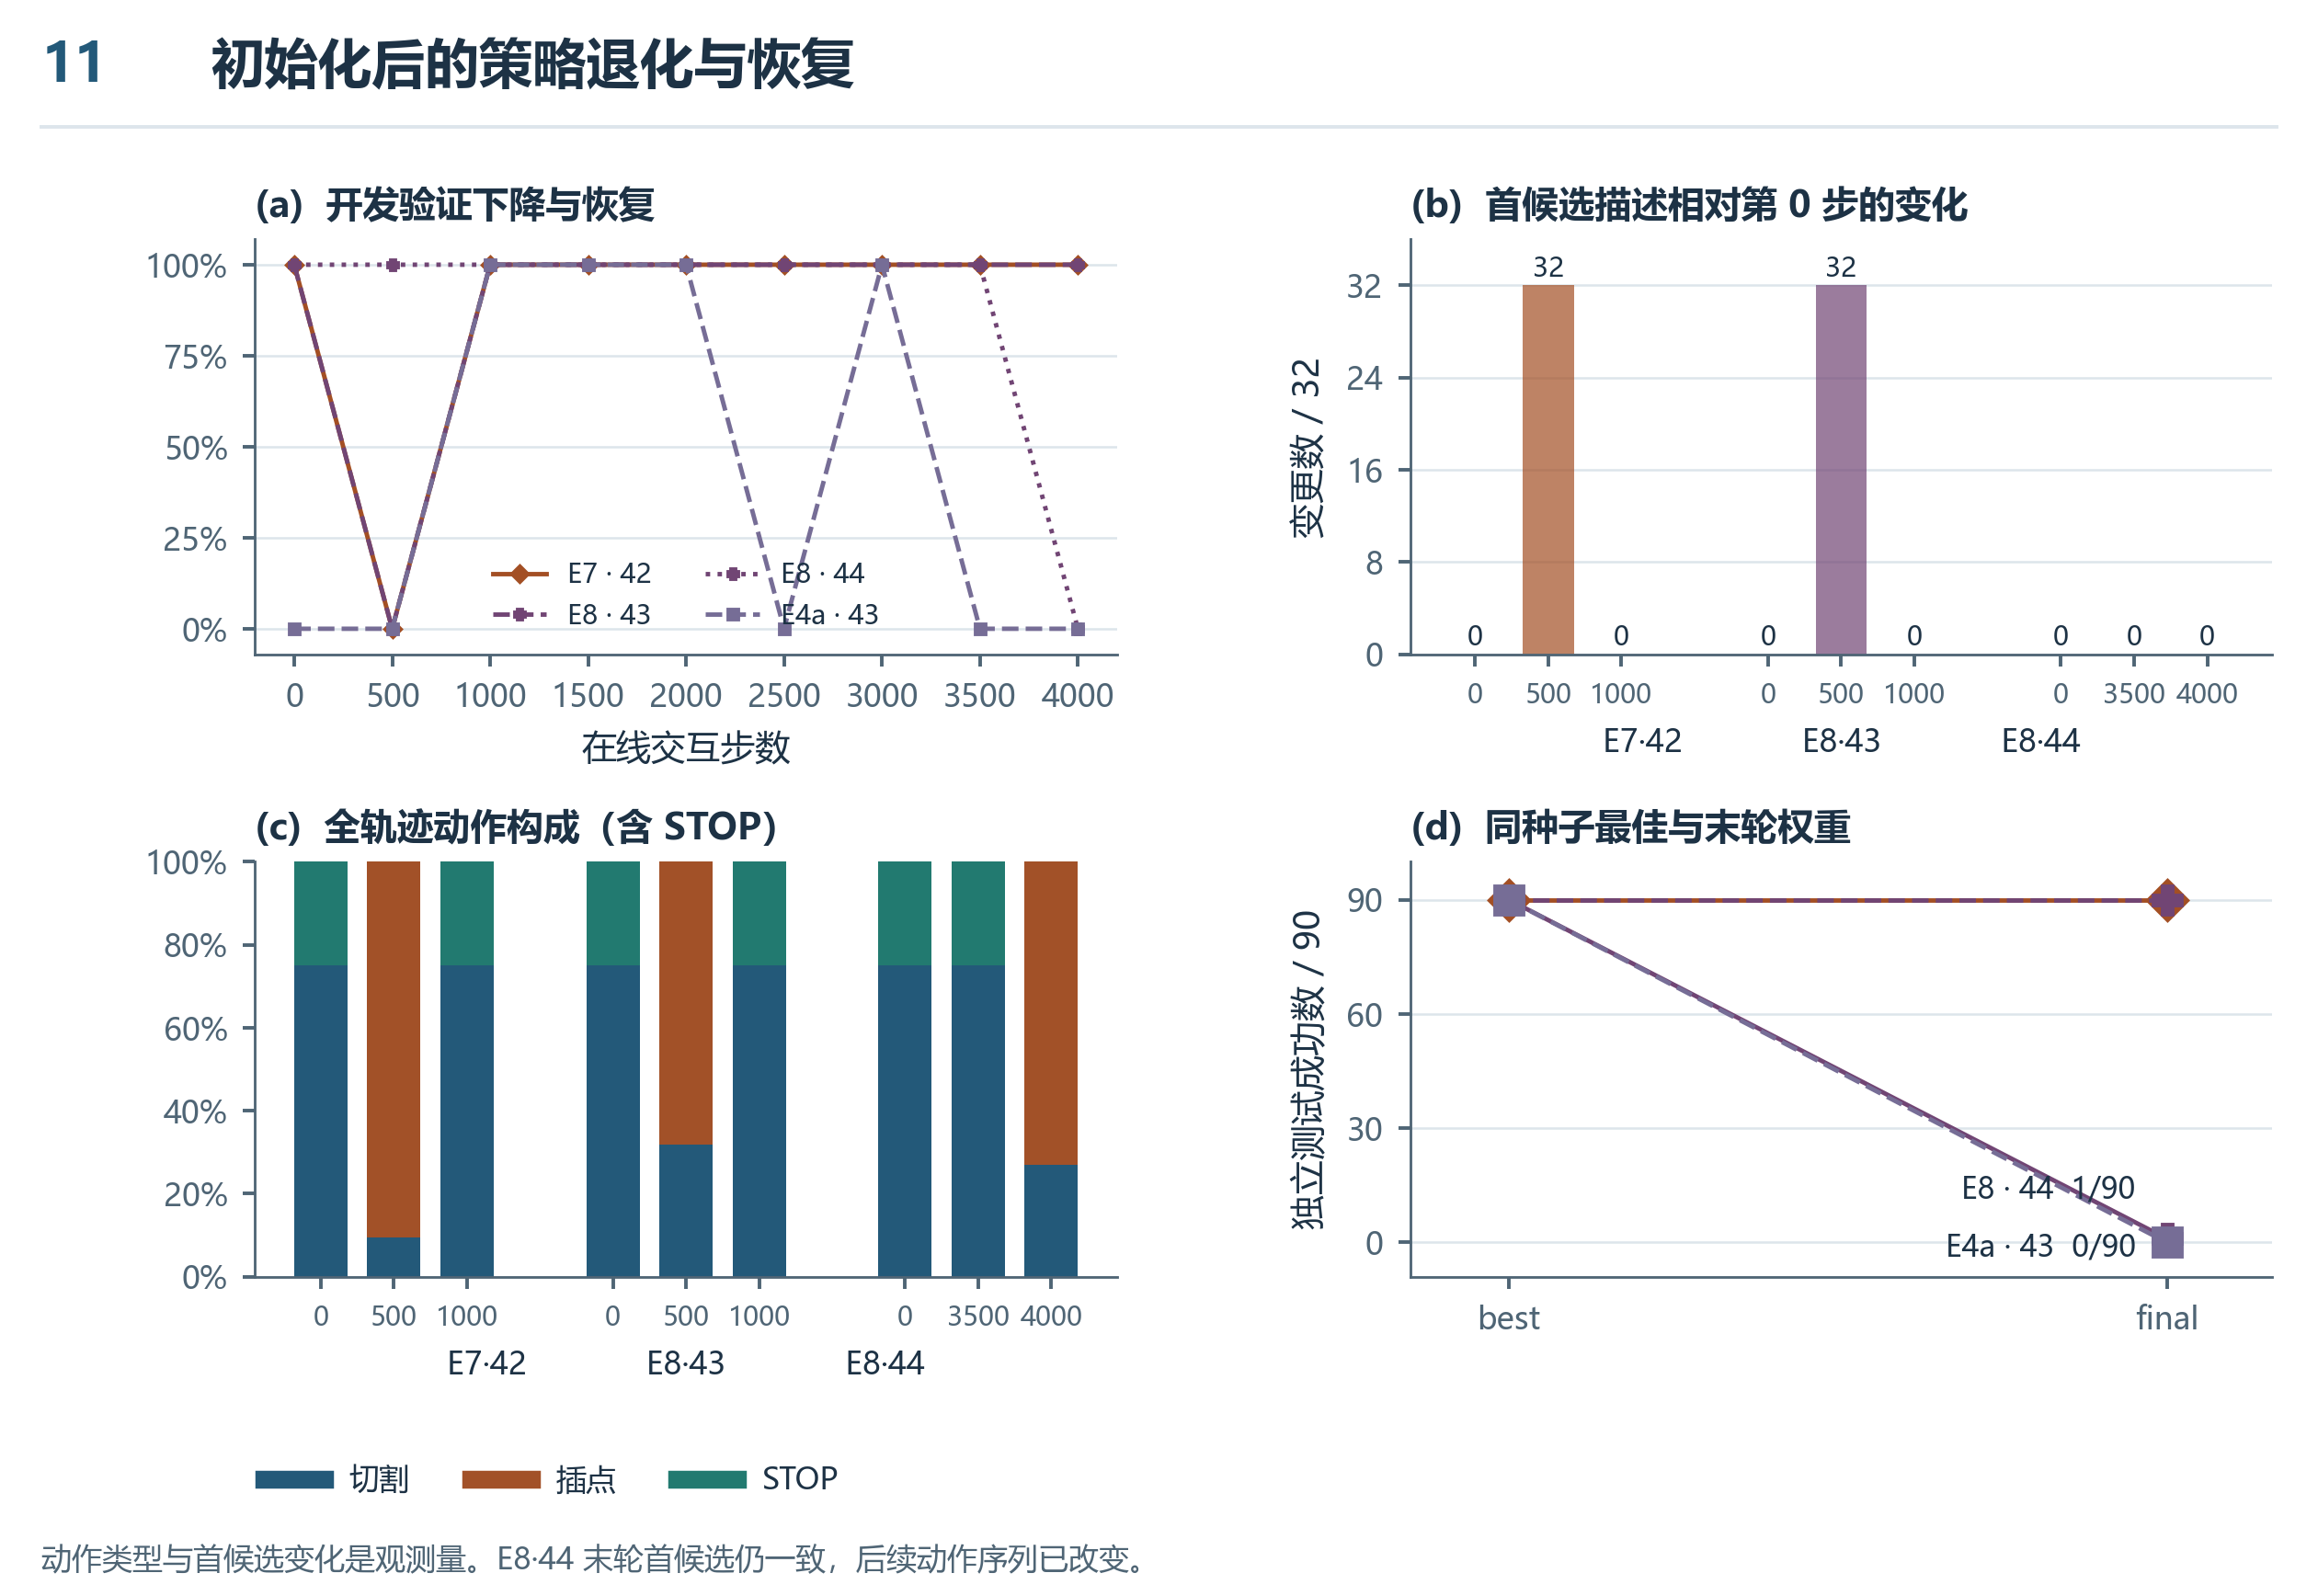 11 初始化后的策略退化与恢复
(a) 开发验证下降与恢复
100%
75%
50%
25%
0%
E7 · 42
E8 · 44
E8 · 43
E4a · 43
0 500 1000 1500 2000 2500 3000 3500 4000
在线交互步数
(b) 首候选描述相对第 0 步的变化
变更数 / 32
32
24
16
8
0
32 32
0 0 0 0 0 0 0
0 500 1000 0 500 1000 0 3500 4000
E7·42 E8·43 E8·44
(c) 全轨迹动作构成（含 STOP）
100%
80%
60%
40%
20%
0%
0 500 1000 0 500 1000 0 3500 4000
E7·42 E8·43 E8·44
切割 插点 STOP
(d) 同种子最佳与末轮权重
独立测试成功数 / 90
90
60
30
0
E8 · 44 1/90
E4a · 43 0/90
best final
动作类型与首候选变化是观测量。E8·44 末轮首候选仍一致，后续动作序列已改变。